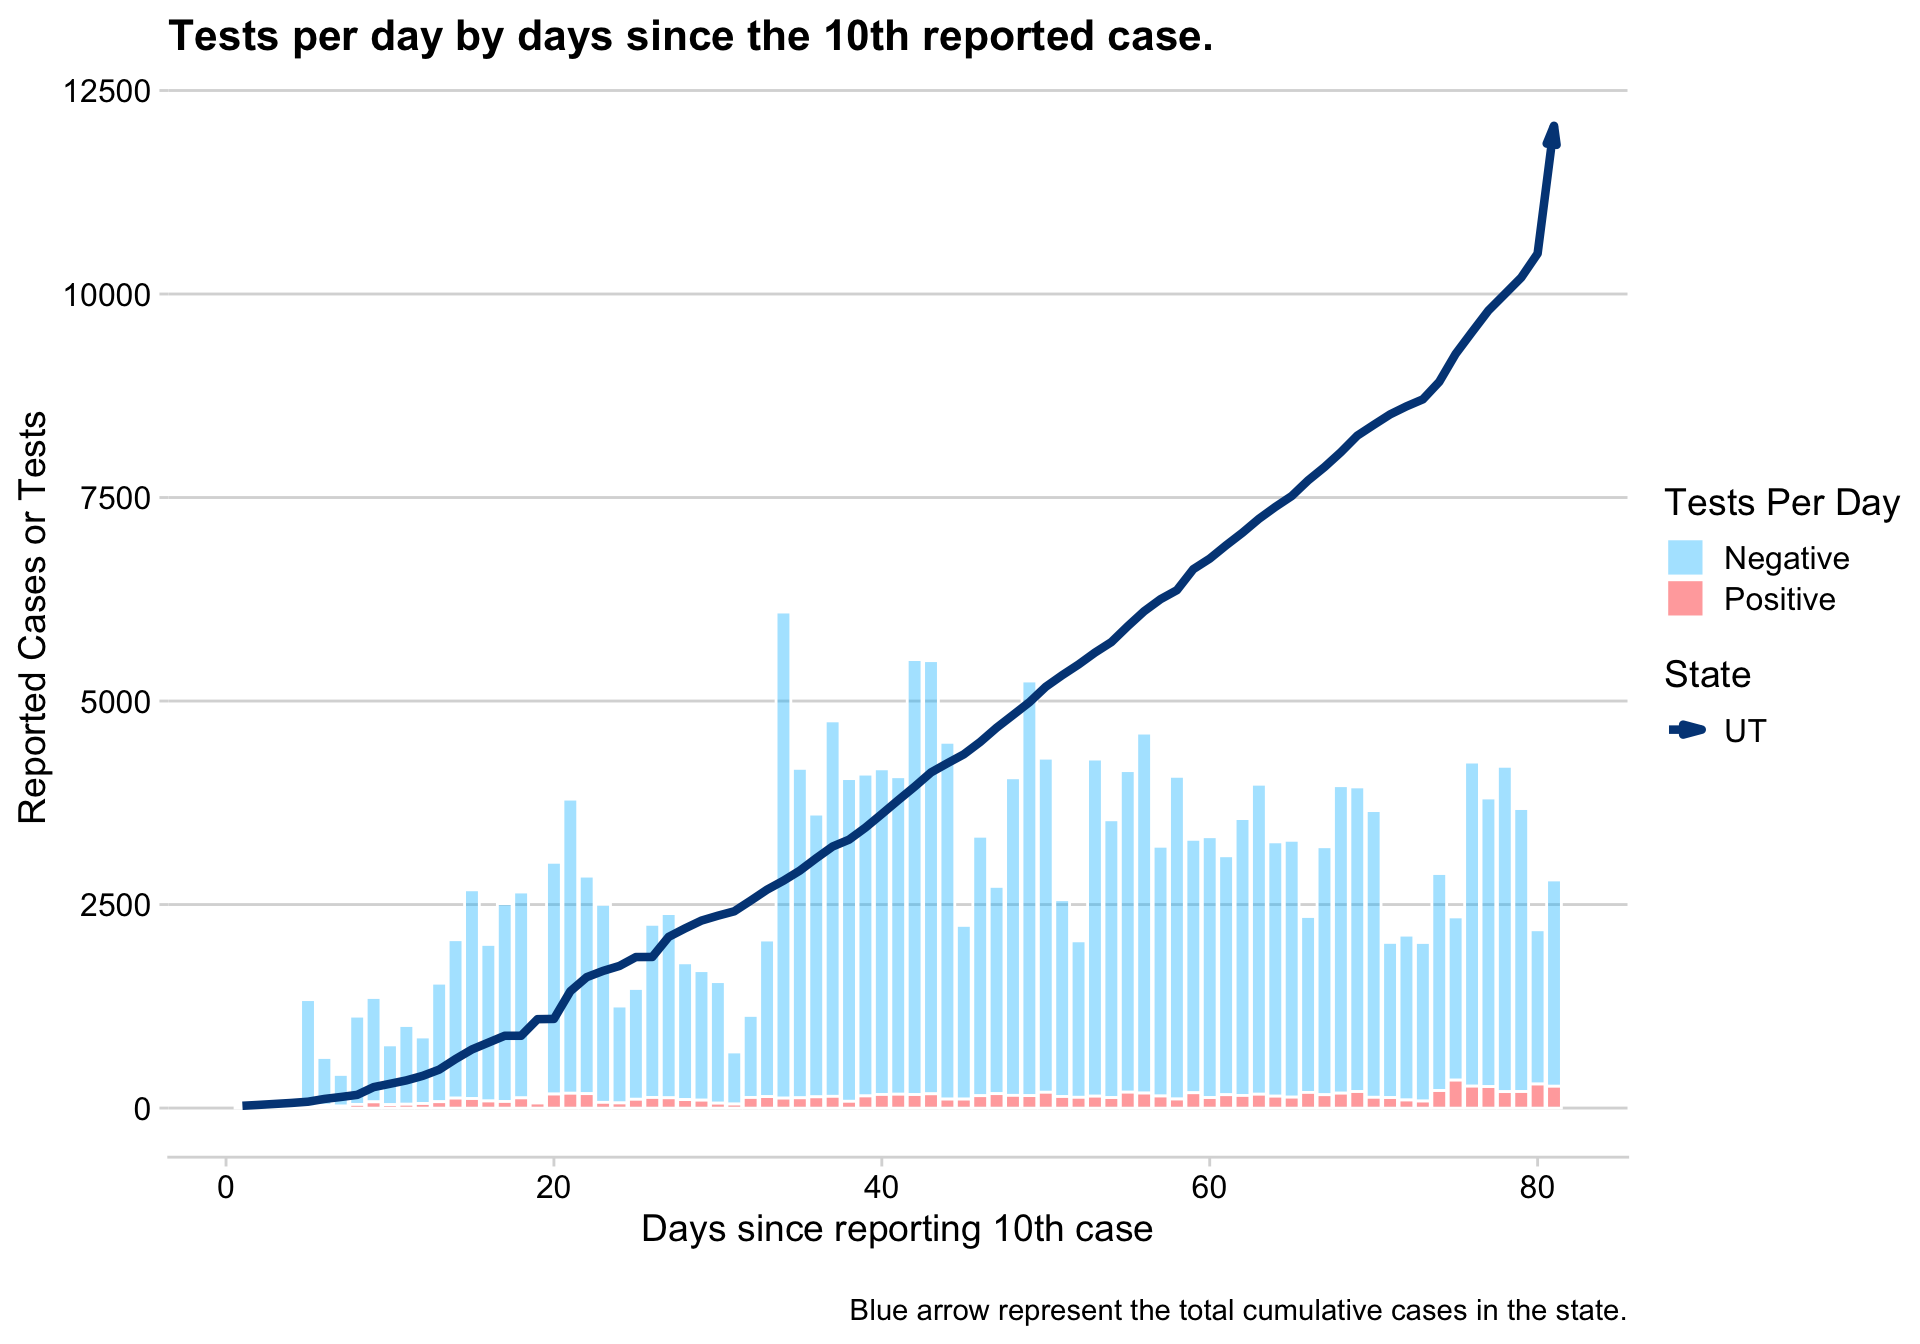 Tests per day by days since the 10th reported case.
12500
10000
7500
5000
2500
0
Reported Cases or Tests
0 20 40 60 80
Days since reporting 10th case
Tests Per Day
Negative
Positive
State
UT
Blue arrow represent the total cumulative cases in the state.